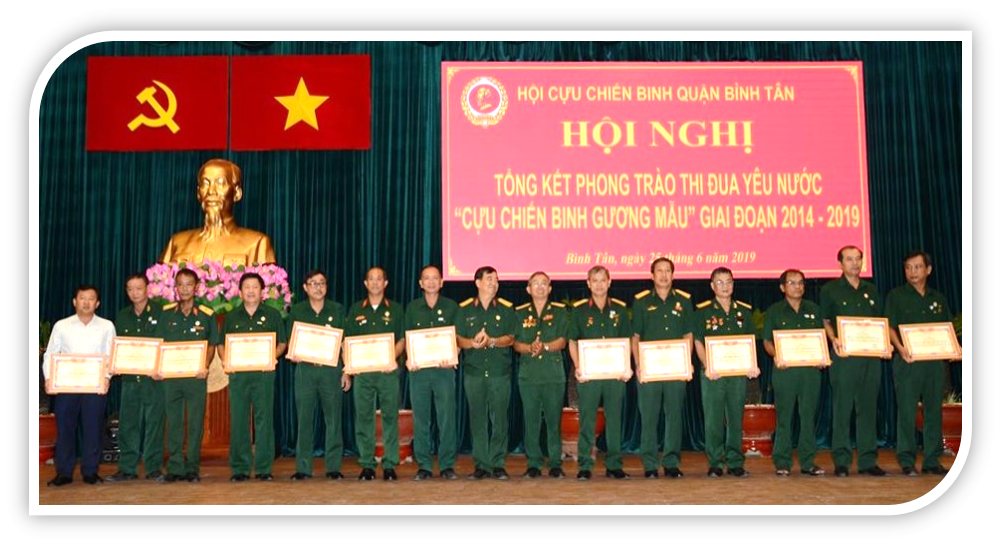 HỘI CỰU CHIẾN BINH QUẬN BÌNH TÂN
HỘI NGHỊ
TỔNG KẾT PHONG TRÀO THI ĐUA YÊU NƯỚC
“CỰU CHIẾN BINH GƯƠNG MẪU” GIAI ĐOẠN 2014 - 2019
Bình Tân, ngày tháng 6 năm 2019